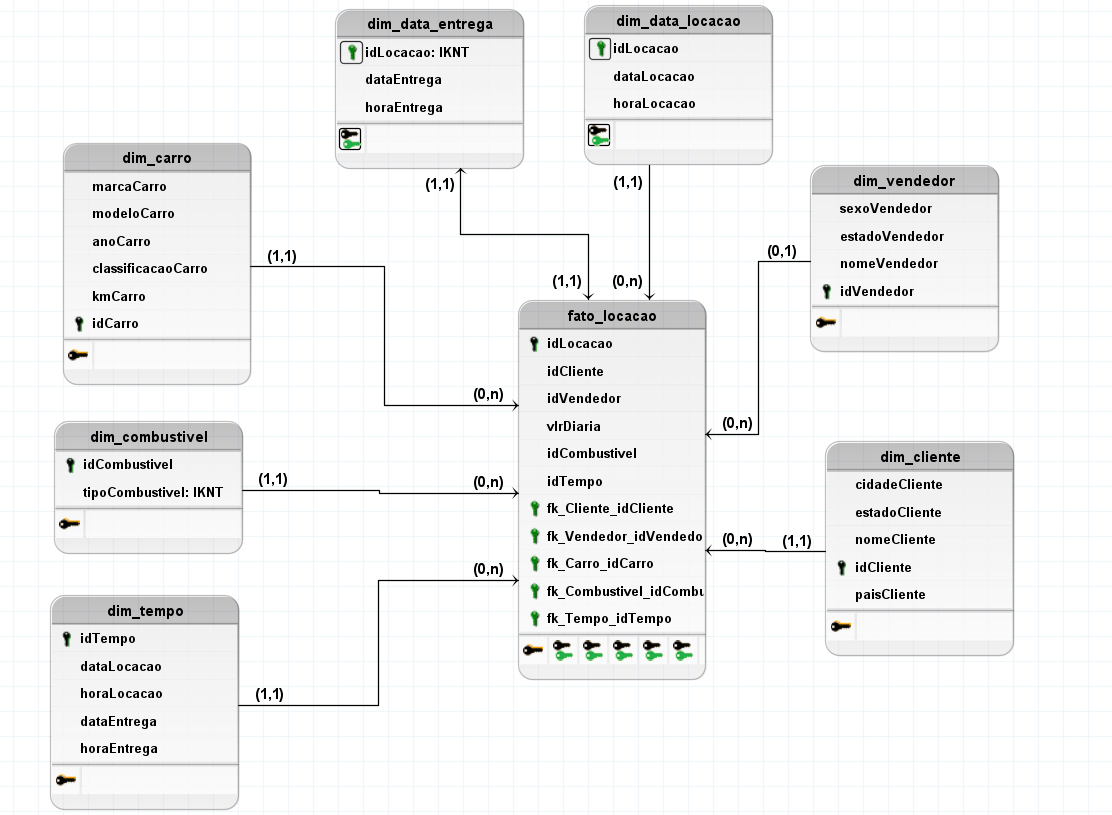 dim_data_entrega
idLocacao: IKNT
dataEntrega
horaEntrega
dim_data_locacao
idLocacao
dataLocacao
horaLocacao
dim_carro
marcaCarro
modeloCarro
anoCarro
classificacaoCarro
kmCarro
idCarro
dim_vendedor
sexoVendedor
estadoVendedor
nomeVendedor
idVendedor
(1,1)
(1,1)
(1,1)
(0,1)
(1,1)
(0,n)
fato_locacao
idLocacao
idCliente
idVendedor
vlrDiaria
idCombustivel
idTempo
fk_Cliente_idCliente
fk_Vendedor_idVendedo
fk_Carro_idCarro
fk_Combustivel_idCombu
fk_Tempo_idTempo
(0,n)
(0,n)
dim_combustivel
idCombustivel
tipoCombustivel: IKNT
(1,1)
(0,n)
dim_cliente
cidadeCliente
estadoCliente
nomeCliente
idCliente
paisCliente
(0,n)
(1,1)
(0,n)
dim_tempo
idTempo
dataLocacao
horaLocacao
dataEntrega
horaEntrega
(1,1)